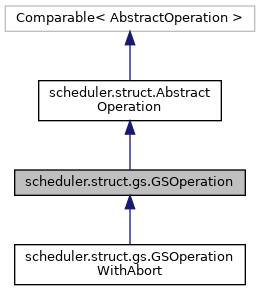 Comparable< AbstractOperation >
scheduler.struct.Abstract
Operation
scheduler.struct.gs.GSOperation
scheduler.struct.gs.GSOperation
WithAbort